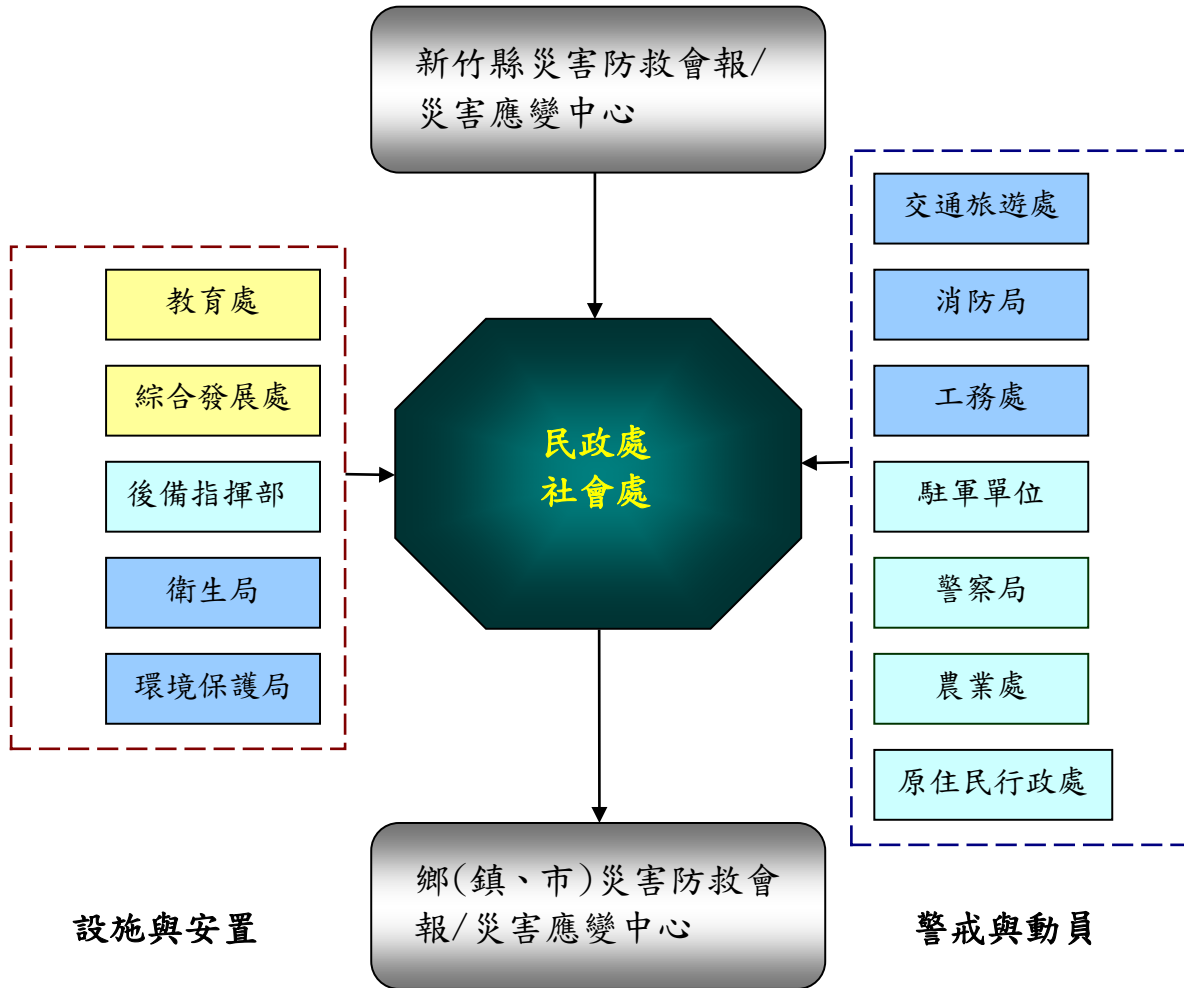 新竹縣災害防救會報/
災害應變中心
教育處
綜合發展處
後備指揮部
衛生局
環境保護局
設施與安置
民政處
社會處
交通旅遊處
消防局
工務處
駐軍單位
警察局
農業處
原住民行政處
警戒與動員
鄉(鎮、市)災害防救會
報/災害應變中心